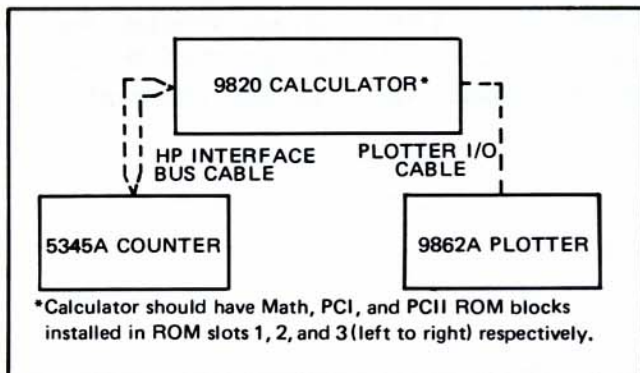 9820 CALCULATOR*
HP INTERFACE
BUS CABLE
PLOTTER I/O
CABLE
5345A COUNTER
9862A PLOTTER
*Calculator should have Math, PCI, and PCII ROM blocks
installed in ROM slots 1, 2, and 3 (left to right) respectively.